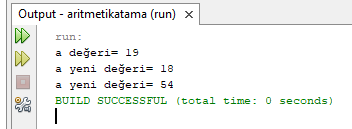 Output - aritmetikatama (run)
run:
a değeri= 19
a yeni değeri= 18
a yeni değeri= 54
BUILD SUCCESSFUL (total time: 0 seconds)